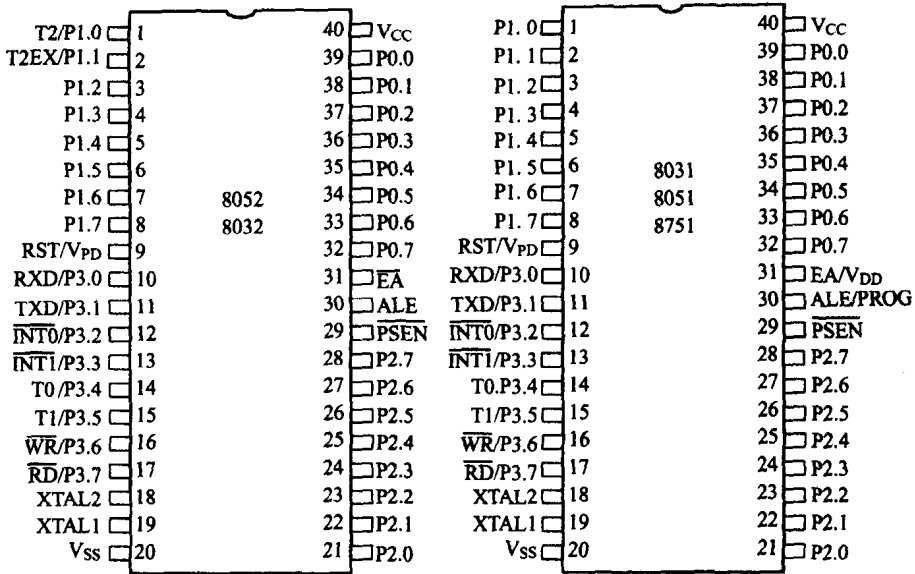 T2/P1.0 1 40 VCC
T2EX/P1.1 2 39 P0.0
P1.2 3 38 P0.1
P1.3 4 37 P0.2
P1.4 5 36 P0.3
P1.5 6 35 P0.4
P1.6 7 8052 34 P0.5
P1.7 8 8032 33 P0.6
RST/VPD 9 32 P0.7
RXD/P3.0 10 31 E̅A̅
TXD/P3.1 11 30 ALE
I̅N̅T̅0̅/P3.2 12 29 P̅S̅E̅N̅
I̅N̅T̅1̅/P3.3 13 28 P2.7
T0/P3.4 14 27 P2.6
T1/P3.5 15 26 P2.5
W̅R̅/P3.6 16 25 P2.4
R̅D̅/P3.7 17 24 P2.3
XTAL2 18 23 P2.2
XTAL1 19 22 P2.1
VSS 20 21 P2.0
P1. 0 1 40 VCC
P1. 1 2 39 P0.0
P1. 2 3 38 P0.1
P1. 3 4 37 P0.2
P1. 4 5 36 P0.3
P1. 5 6 8031 35 P0.4
P1. 6 7 8051 34 P0.5
P1. 7 8 8751 33 P0.6
RST/VPD 9 32 P0.7
RXD/P3.0 10 31 EA/VDD
TXD/P3.1 11 30 ALE/PROG
I̅N̅T̅0̅/P3.2 12 29 P̅S̅E̅N̅
I̅N̅T̅1̅/P3.3 13 28 P2.7
T0.P3.4 14 27 P2.6
T1/P3.5 15 26 P2.5
W̅R̅/P3.6 16 25 P2.4
R̅D̅/P3.7 17 24 P2.3
XTAL2 18 23 P2.2
XTAL1 19 22 P2.1
VSS 20 21 P2.0